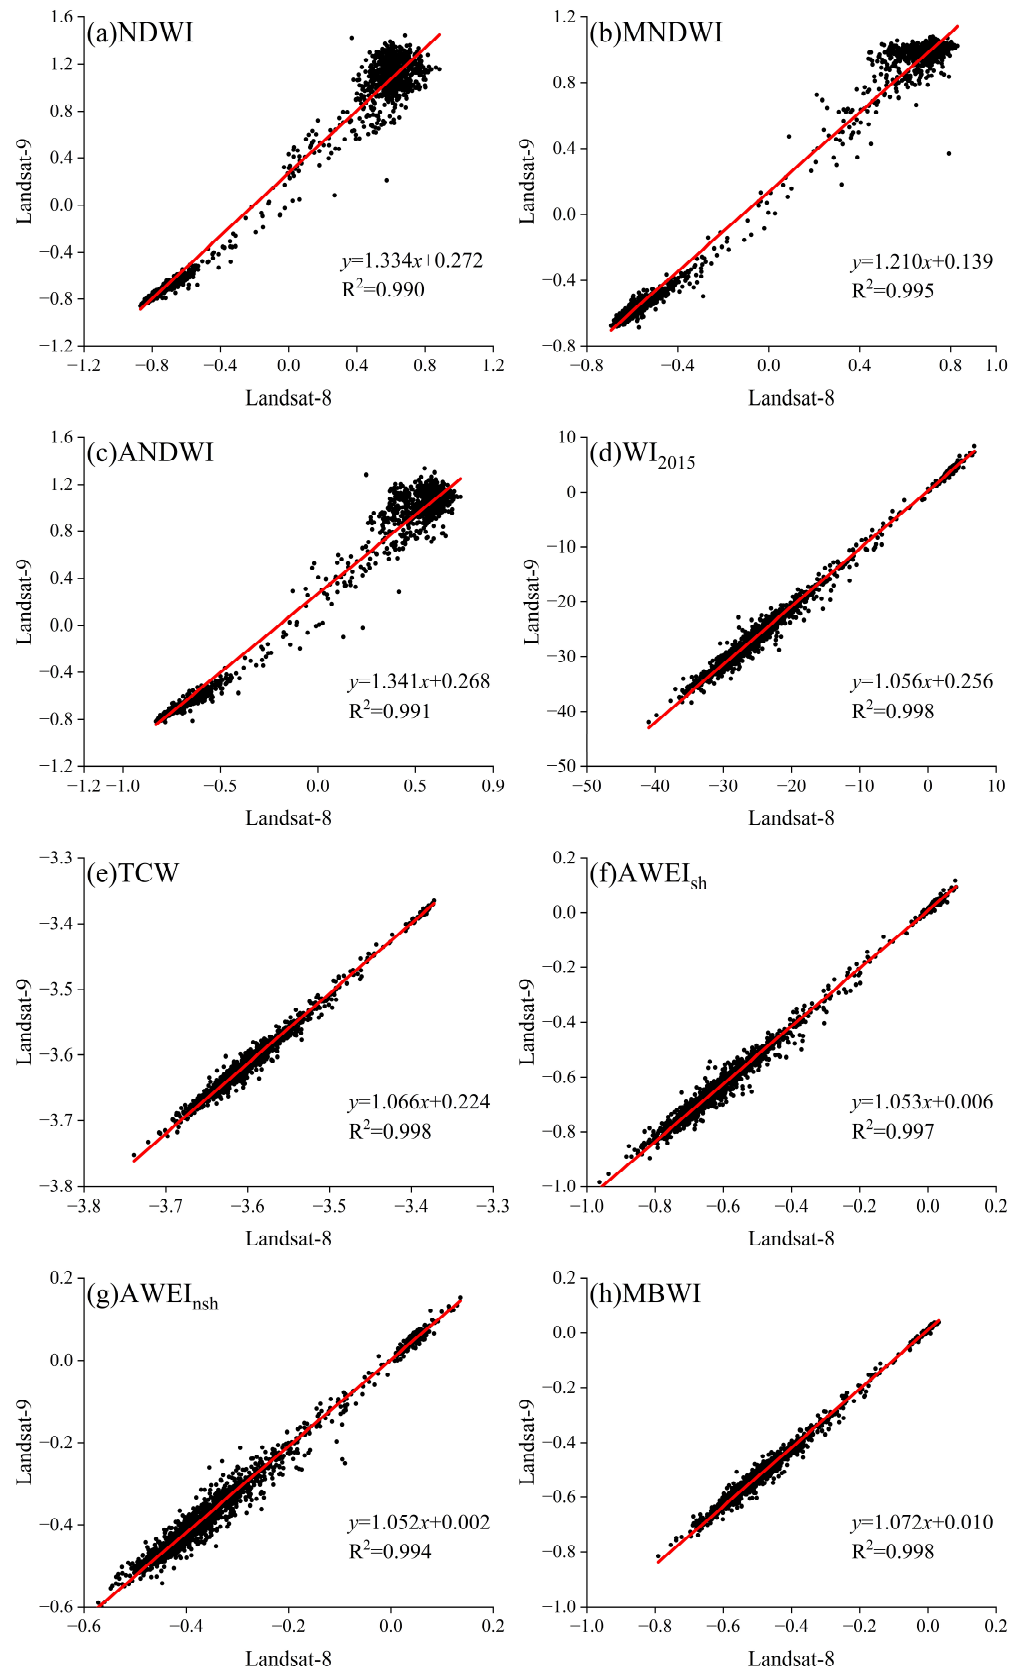 (a)NDWI
1.6
1.2
0.8
0.4
0.0
−0.4
−0.8
−1.2
Landsat-9
y=1.334x+0.272
R²=0.990
−1.2 −0.8 −0.4 0.0 0.4 0.8 1.2
Landsat-8
(b)MNDWI
1.2
0.8
0.4
0.0
−0.4
−0.8
Landsat-9
y=1.210x+0.139
R²=0.995
−0.8 −0.4 0.0 0.4 0.8 1.0
Landsat-8
(c)ANDWI
1.6
1.2
0.8
0.4
0.0
−0.4
−0.8
−1.2
Landsat-9
y=1.341x+0.268
R²=0.991
−1.2 −1.0 −0.5 0.0 0.5 0.9
Landsat-8
(d)WI₂₀₁₅
10
0
−10
−20
−30
−40
−50
Landsat-9
y=1.056x+0.256
R²=0.998
−50 −40 −30 −20 −10 0 10
Landsat-8
(e)TCW
−3.3
−3.4
−3.5
−3.6
−3.7
−3.8
Landsat-9
y=1.066x+0.224
R²=0.998
−3.8 −3.7 −3.6 −3.5 −3.4 −3.3
Landsat-8
(f)AWEIsh
0.2
0.0
−0.2
−0.4
−0.6
−0.8
−1.0
Landsat-9
y=1.053x+0.006
R²=0.997
−1.0 −0.8 −0.6 −0.4 −0.2 0.0 0.2
Landsat-8
(g)AWEInsh
0.2
0.0
−0.2
−0.4
−0.6
Landsat-9
y=1.052x+0.002
R²=0.994
−0.6 −0.4 −0.2 0.0 0.2
Landsat-8
(h)MBWI
0.2
0.0
−0.2
−0.4
−0.6
−0.8
−1.0
Landsat-9
y=1.072x+0.010
R²=0.998
−1.0 −0.8 −0.6 −0.4 −0.2 0.0 0.2
Landsat-8